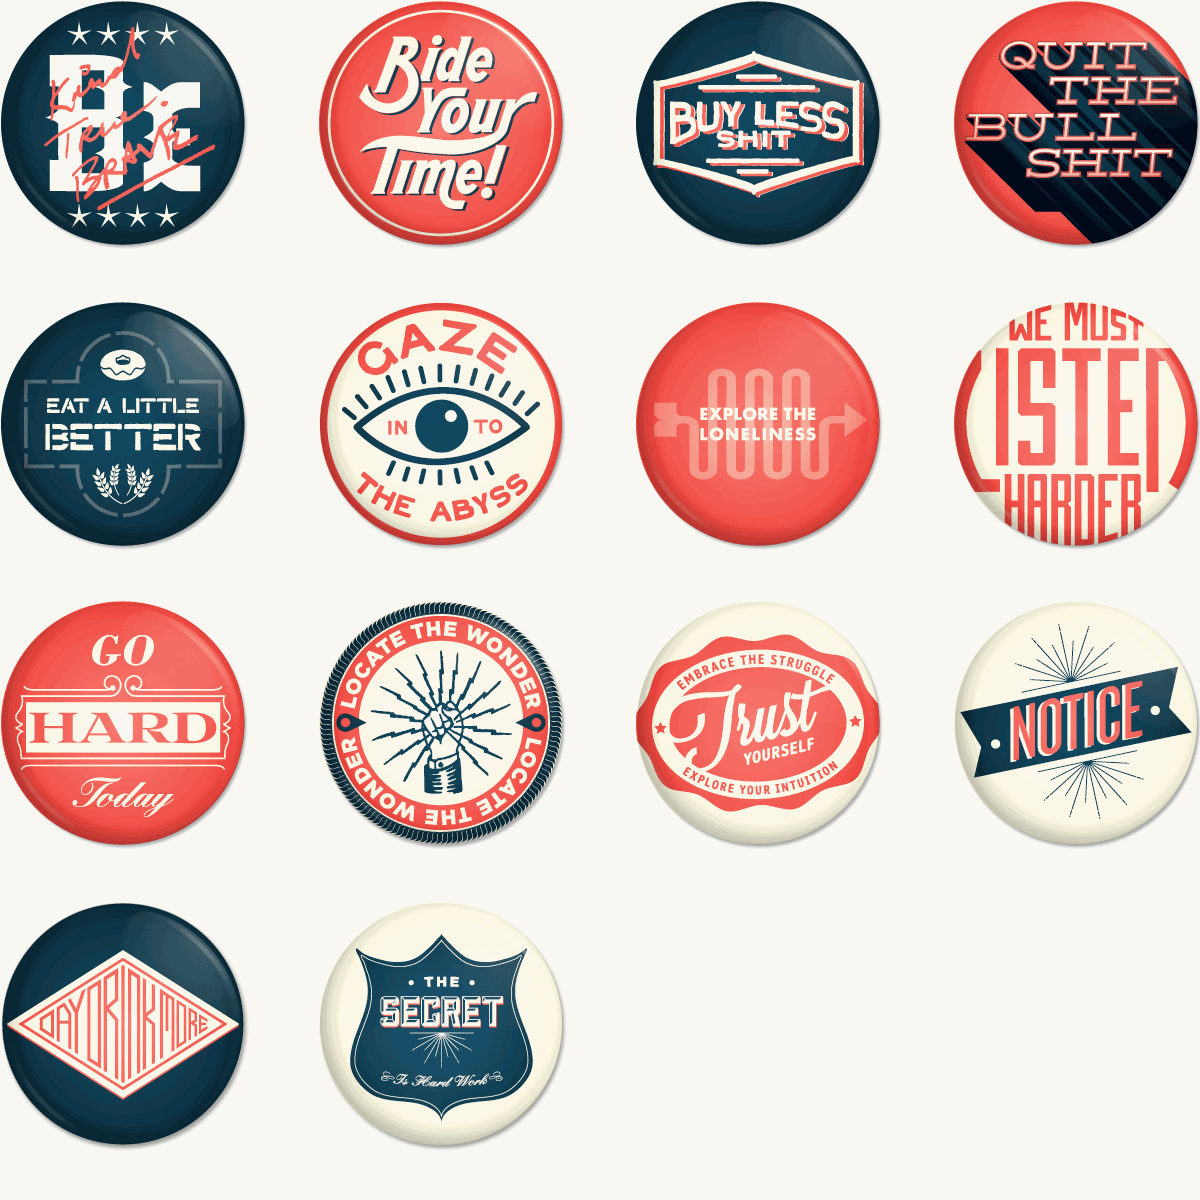 Be
Kind
True.
BRAVE
Ride
Your
Time!
BUY LESS
SHIT
QUIT
THE
BULL
SHIT
EAT A LITTLE
BETTER
GAZE
IN TO
THE ABYSS
EXPLORE THE
LONELINESS
WE MUST
LISTEN
HARDER
GO
HARD
Today
LOCATE THE WONDER
LOCATE THE WONDER
EMBRACE THE STRUGGLE
Trust
YOURSELF
EXPLORE YOUR INTUITION
NOTICE
DAY DRINK MORE
THE
SECRET
Is Hard Work